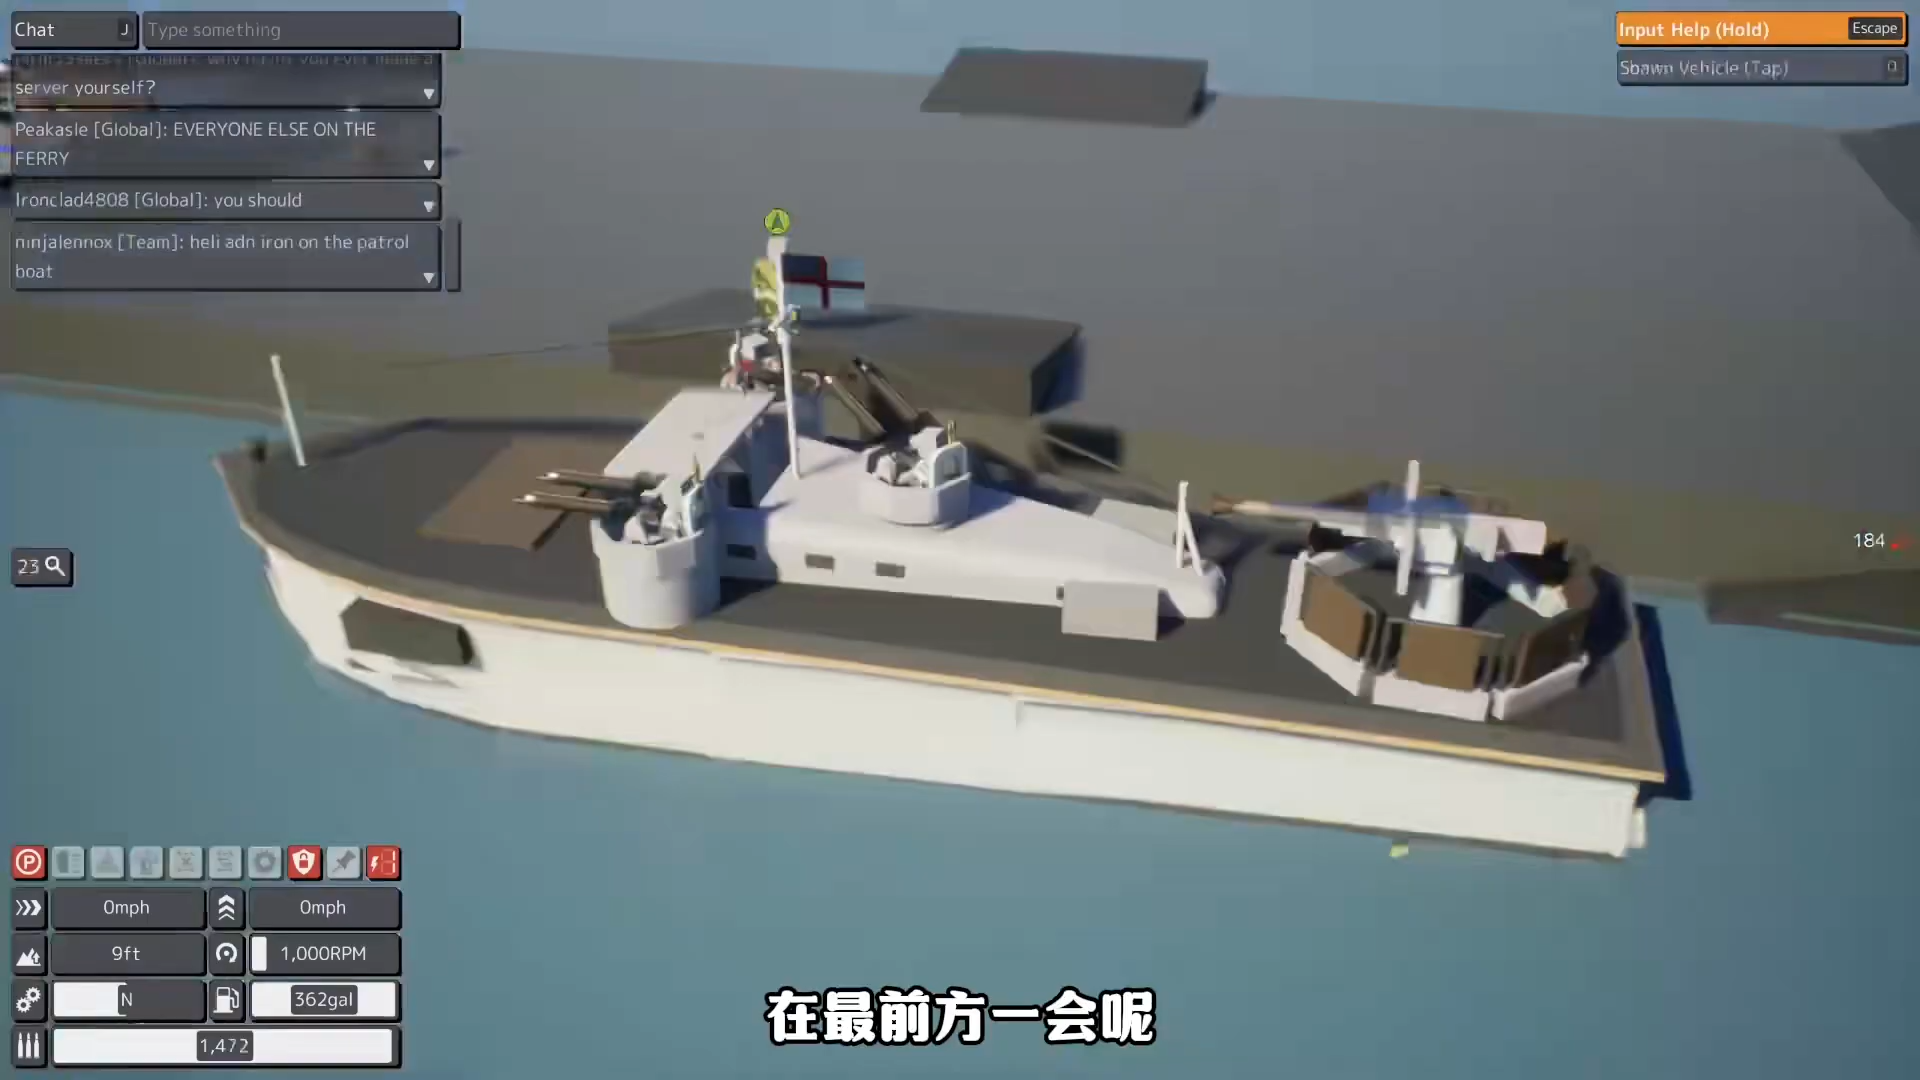 Chat J Type something
server yourself?
Peakasle [Global]: EVERYONE ELSE ON THE
FERRY
Ironclad4808 [Global]: you should
ninjalennox [Team]: heli adn iron on the patrol
boat
Input Help (Hold) Escape
Spawn Vehicle (Tap)
23
184
P
0mph 0mph
9ft 1,000RPM
N 362gal
1,472
在最前方一会呢